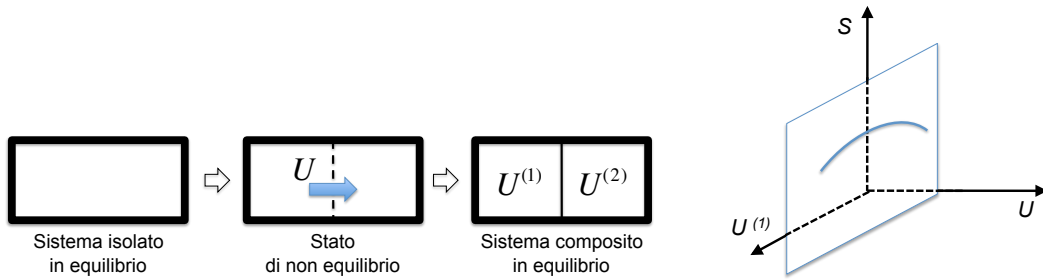 U
U⁽¹⁾ U⁽²⁾
Sistema isolato
in equilibrio
Stato
di non equilibrio
Sistema composito
in equilibrio
S
U
U ⁽¹⁾